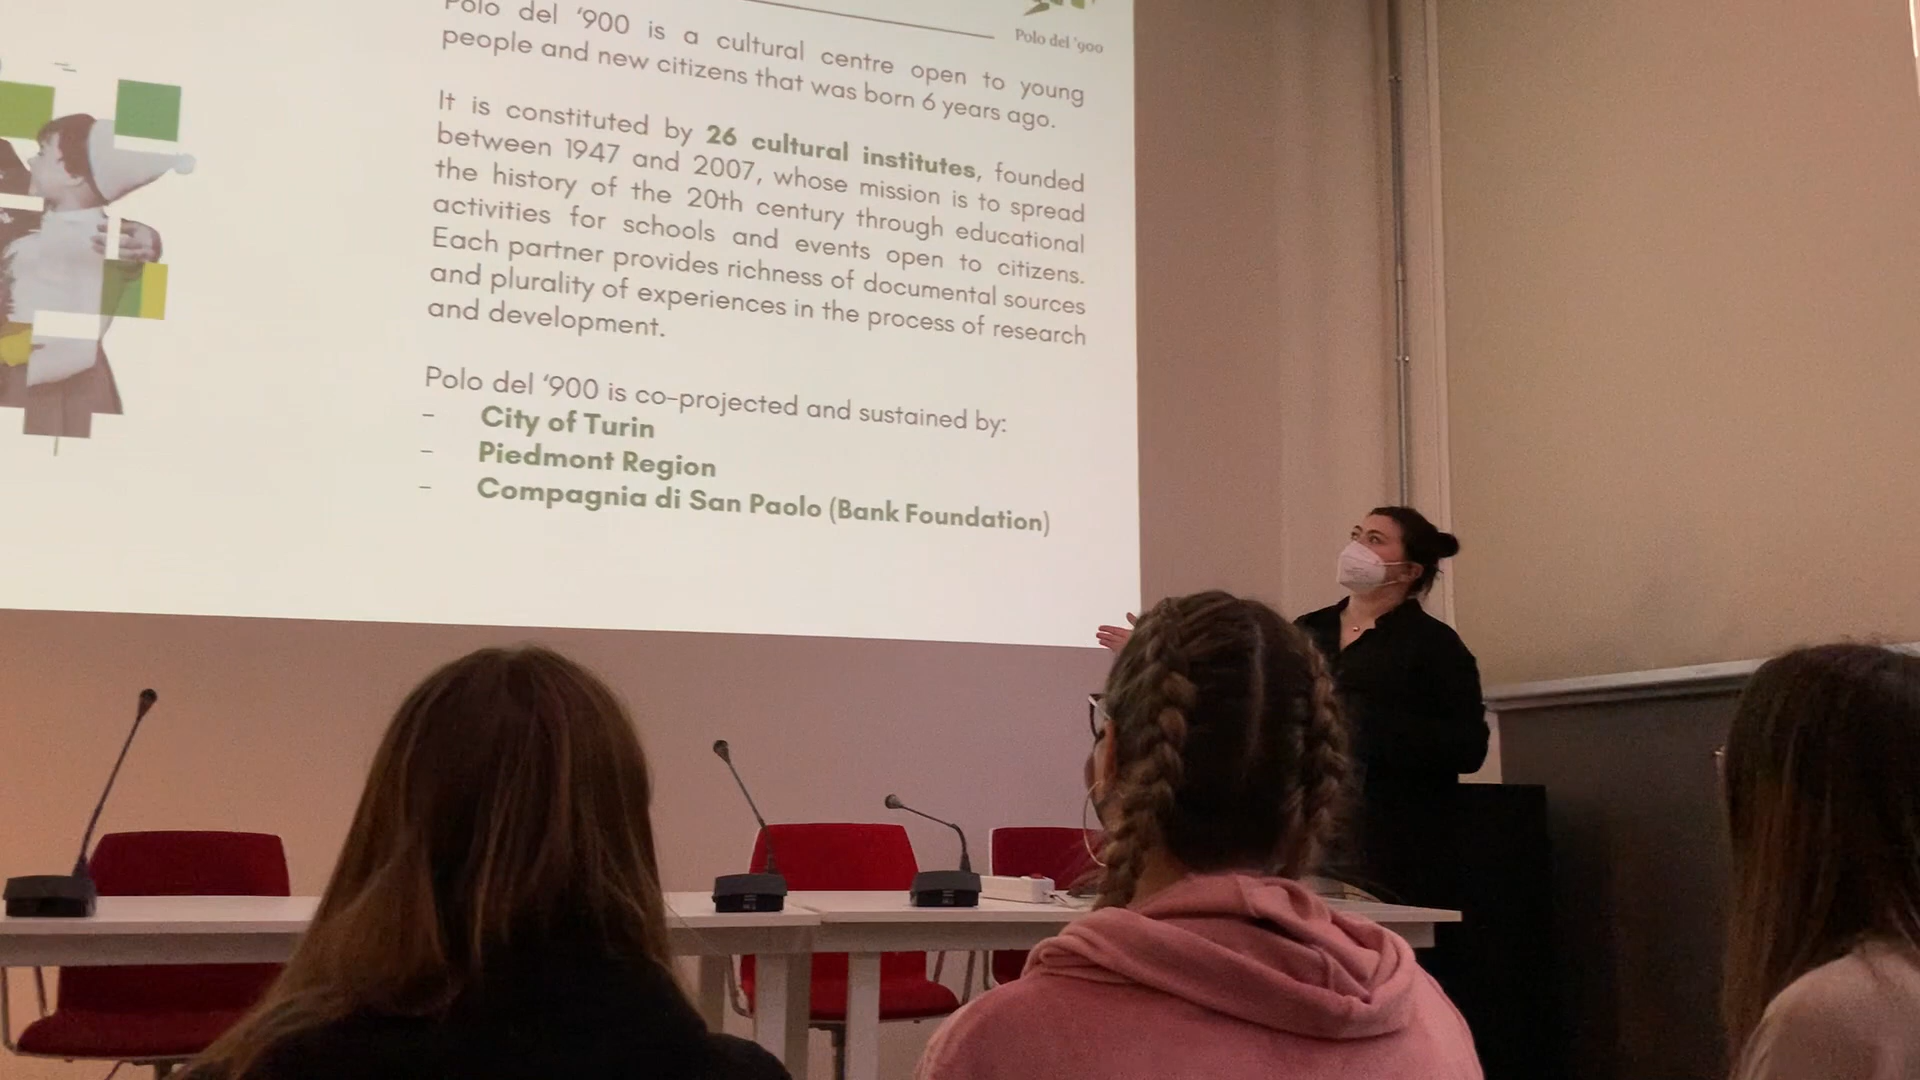 Polo del '900
Polo del '900 is a cultural centre open to young
people and new citizens that was born 6 years ago.
It is constituted by 26 cultural institutes, founded
between 1947 and 2007, whose mission is to spread
the history of the 20th century through educational
activities for schools and events open to citizens.
Each partner provides richness of documental sources
and plurality of experiences in the process of research
and development.
Polo del '900 is co-projected and sustained by:
- City of Turin
- Piedmont Region
- Compagnia di San Paolo (Bank Foundation)